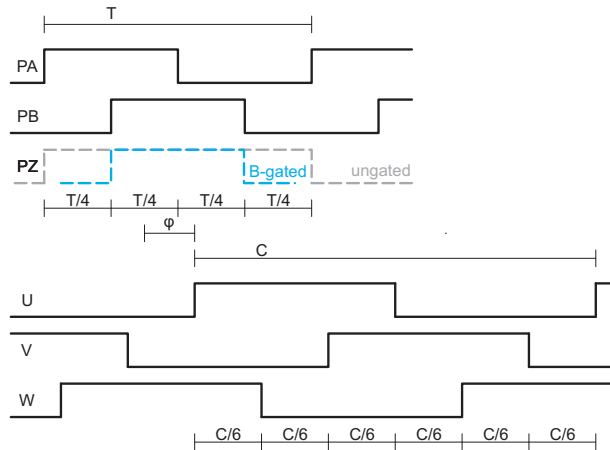 T
PA
PB
PZ
B-gated ungated
T/4 T/4 T/4 T/4
φ
C
U
V
W
C/6 C/6 C/6 C/6 C/6 C/6